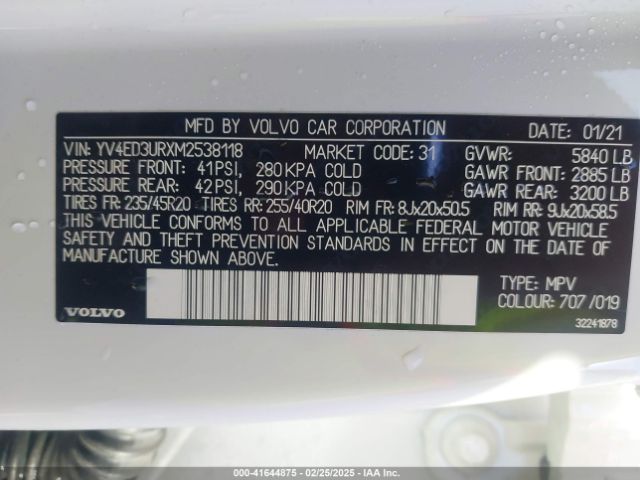 MFD BY VOLVO CAR CORPORATION DATE: 01/21
VIN: YV4ED3URXM2538118 MARKET CODE: 31 GVWR: 5840 LB
PRESSURE FRONT: 41PSI, 280 KPA COLD GAWR FRONT: 2885 LB
PRESSURE REAR: 42PSI, 290 KPA COLD GAWR REAR: 3200 LB
TIRES FR: 235/45R20 TIRES RR: 255/40R20 RIM FR: 8Jx20x50.5 RIM RR: 9Jx20x58.5
THIS VEHICLE CONFORMS TO ALL APPLICABLE FEDERAL MOTOR VEHICLE
SAFETY AND THEFT PREVENTION STANDARDS IN EFFECT ON THE DATE OF
MANUFACTURE SHOWN ABOVE.
TYPE: MPV
COLOUR: 707 /019
VOLVO
32241878
000-41644875 - 02/25/2025 - IAA, Inc.